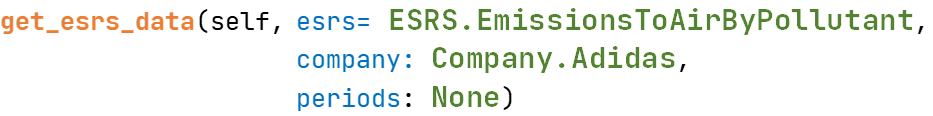 get_esrs_data(self, esrs= ESRS.EmissionsToAirByPollutant,
company: Company.Adidas,
periods: None)